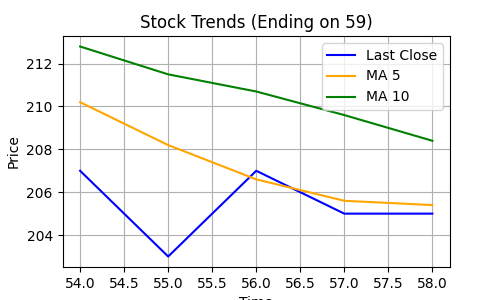 Stock Trends (Ending on 59)
Last Close
MA 5
MA 10
Price
212
210
208
206
204
54.0 54.5 55.0 55.5 56.0 56.5 57.0 57.5 58.0
Time